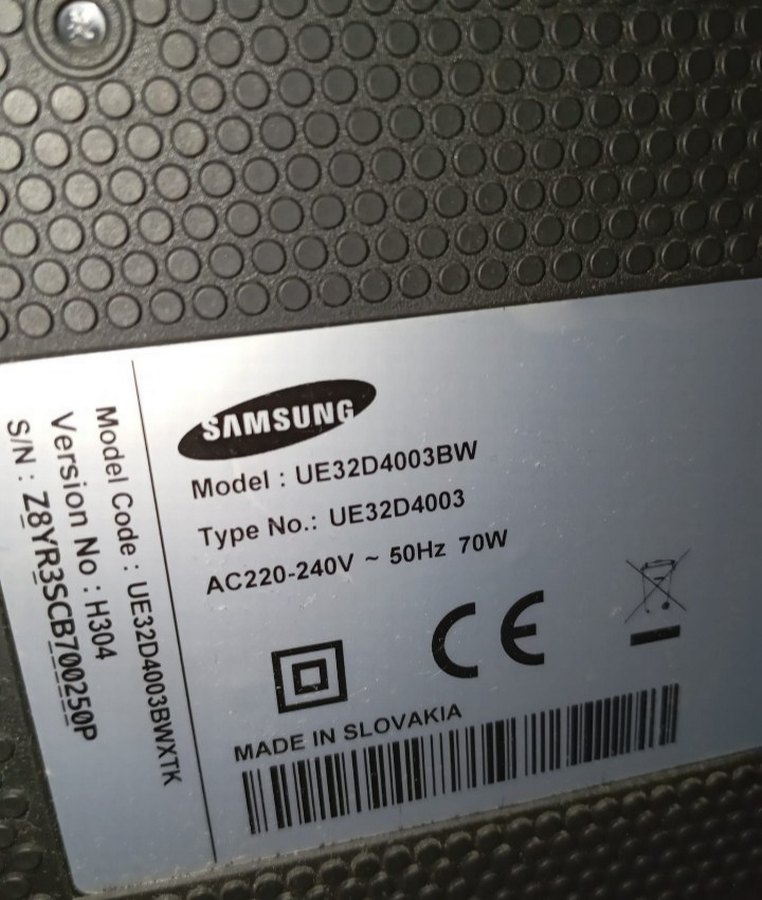 SAMSUNG
Model : UE32D4003BW
Type No.: UE32D4003
AC220-240V ~ 50Hz 70W
CE
MADE IN SLOVAKIA
Model Code : UE32D4003BWXTK
Version No : H304
S/N : Z8YR3SCB700250P